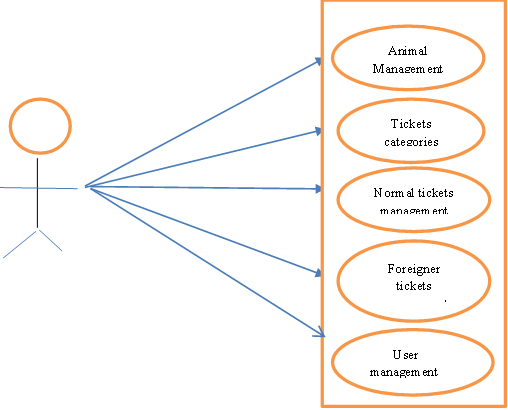 Animal
Management
Tickets
categories
Normal tickets
management
Foreigner
tickets
User
management